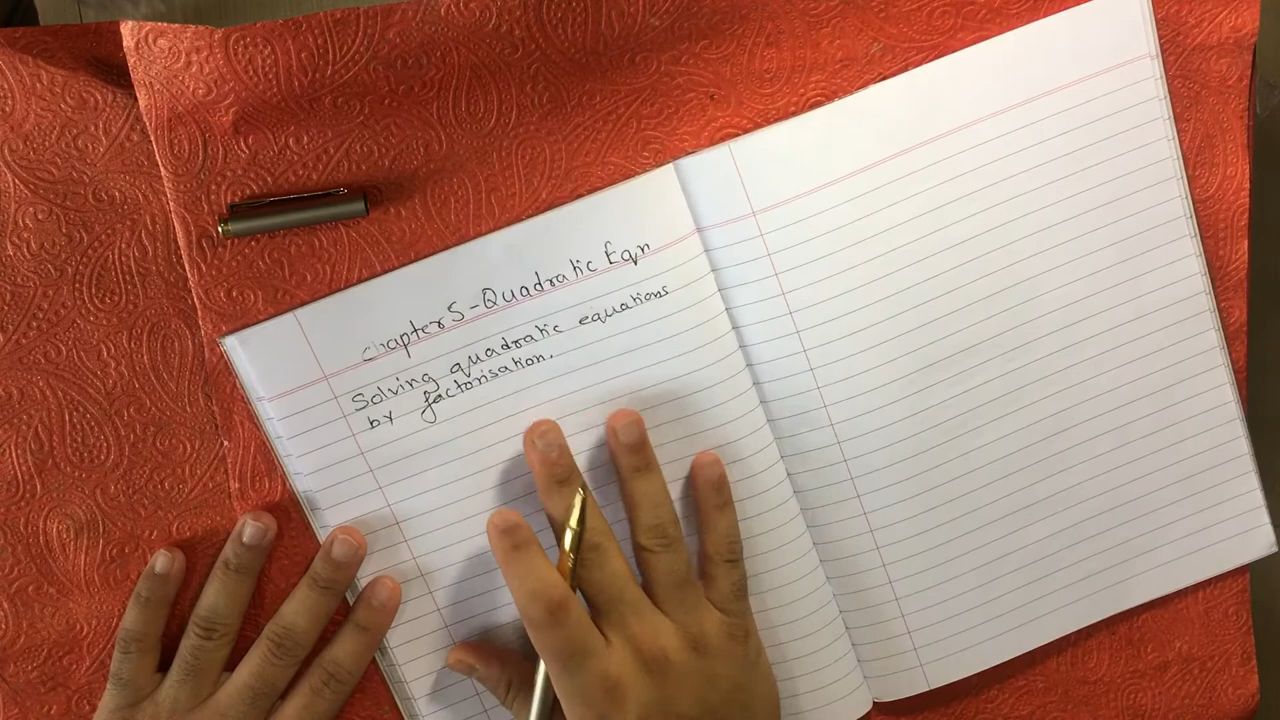 Chapter 5 - Quadratic Eqn
Solving quadratic equations
by factorisation.